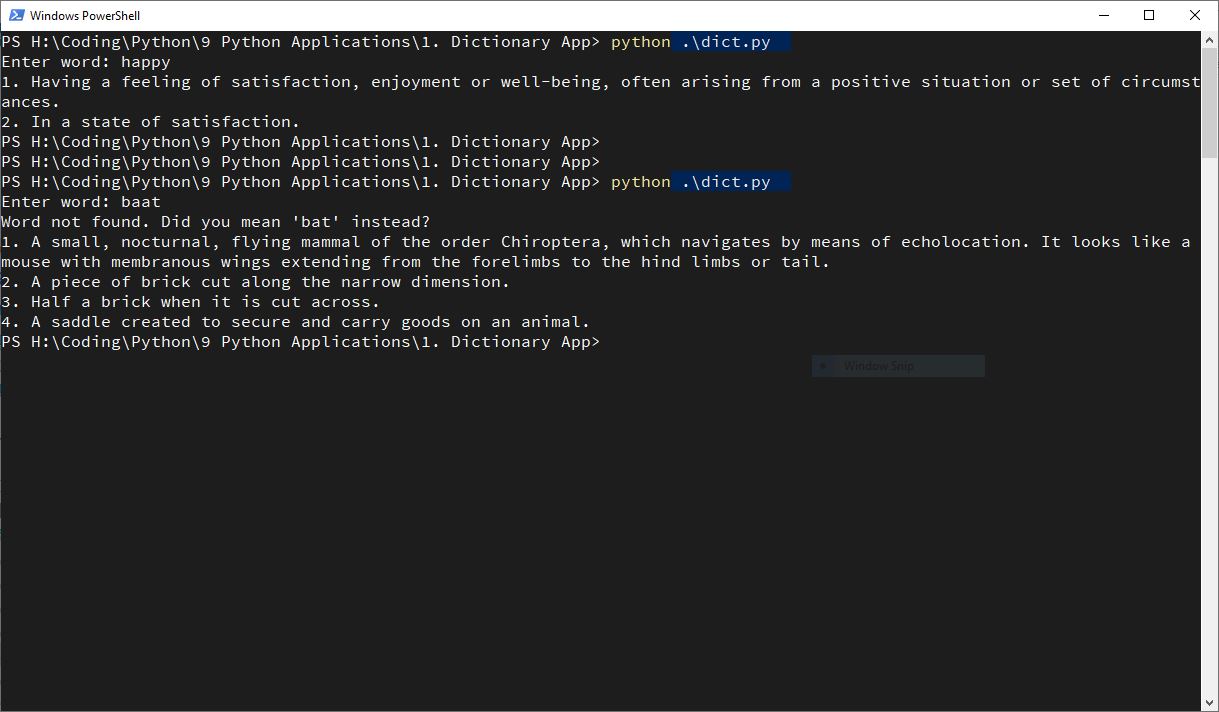 Windows PowerShell
PS H:\Coding\Python\9 Python Applications\1. Dictionary App> python .\dict.py
Enter word: happy
1. Having a feeling of satisfaction, enjoyment or well-being, often arising from a positive situation or set of circumst
ances.
2. In a state of satisfaction.
PS H:\Coding\Python\9 Python Applications\1. Dictionary App>
PS H:\Coding\Python\9 Python Applications\1. Dictionary App>
PS H:\Coding\Python\9 Python Applications\1. Dictionary App> python .\dict.py
Enter word: baat
Word not found. Did you mean 'bat' instead?
1. A small, nocturnal, flying mammal of the order Chiroptera, which navigates by means of echolocation. It looks like a
mouse with membranous wings extending from the forelimbs to the hind limbs or tail.
2. A piece of brick cut along the narrow dimension.
3. Half a brick when it is cut across.
4. A saddle created to secure and carry goods on an animal.
PS H:\Coding\Python\9 Python Applications\1. Dictionary App>
Window Snip